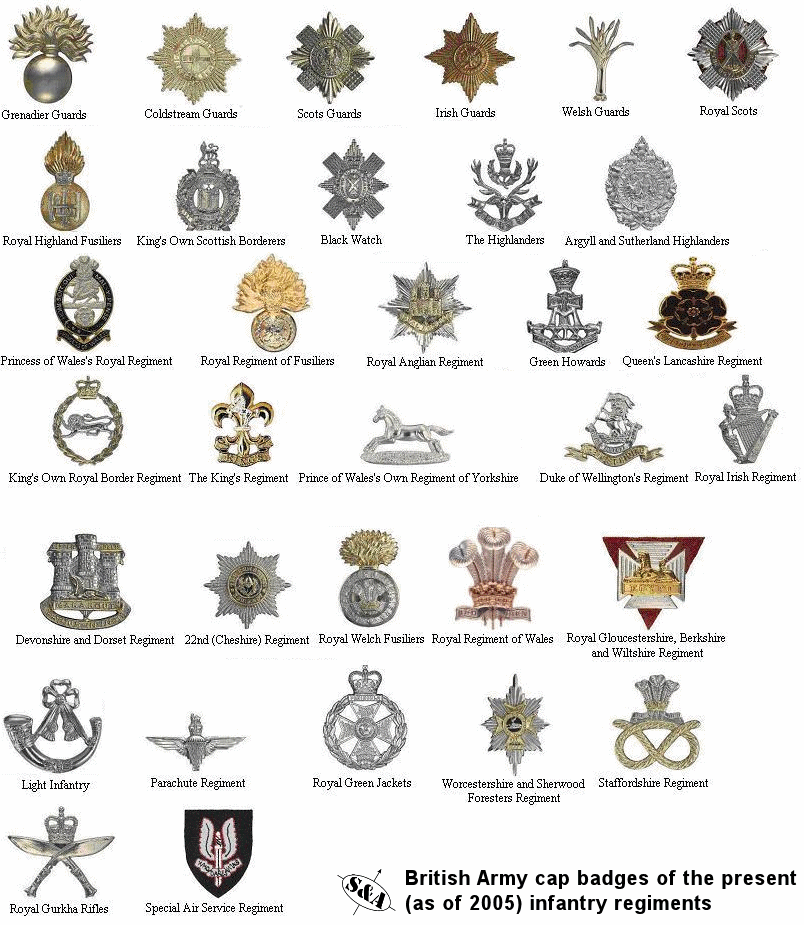 Grenadier Guards
Coldstream Guards
Scots Guards
Irish Guards
Welsh Guards
Royal Scots
Royal Highland Fusiliers
King's Own Scottish Borderers
Black Watch
The Highlanders
Argyll and Sutherland Highlanders
Princess of Wales's Royal Regiment
Royal Regiment of Fusiliers
Royal Anglian Regiment
Green Howards
Queen's Lancashire Regiment
King's Own Royal Border Regiment
The King's Regiment
Prince of Wales's Own Regiment of Yorkshire
Duke of Wellington's Regiment
Royal Irish Regiment
Devonshire and Dorset Regiment
22nd (Cheshire) Regiment
Royal Welch Fusiliers
Royal Regiment of Wales
Royal Gloucestershire, Berkshire
and Wiltshire Regiment
Light Infantry
Parachute Regiment
Royal Green Jackets
Worcestershire and Sherwood
Foresters Regiment
Staffordshire Regiment
Royal Gurkha Rifles
Special Air Service Regiment
S&A
British Army cap badges of the present
(as of 2005) infantry regiments